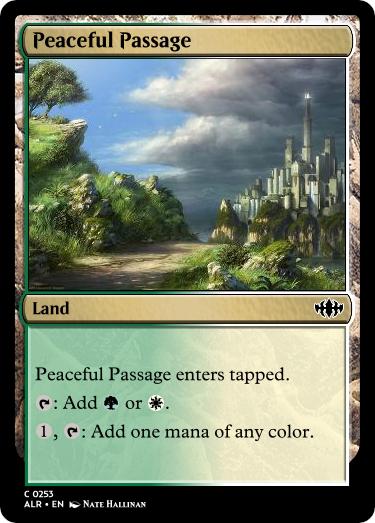 Peaceful Passage
Land
Peaceful Passage enters tapped.
: Add or .
1, : Add one mana of any color.
C 0253
ALR • EN Nate Hallinan